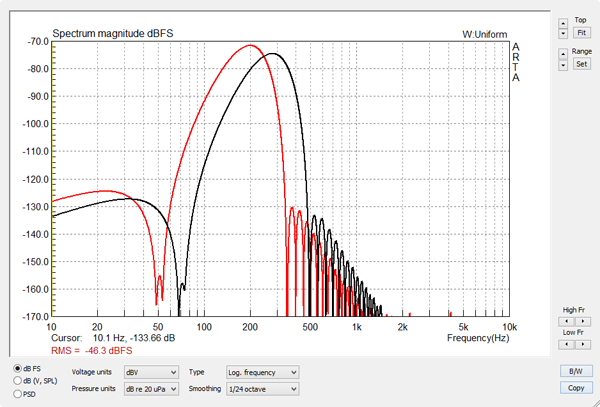 Spectrum magnitude dBFS
W:Uniform
A
R
T
A
-70.0
-80.0
-90.0
-100.0
-110.0
-120.0
-130.0
-140.0
-150.0
-160.0
-170.0
10 20 50 100 200 500 1k 2k 5k 10k
Cursor: 10.1 Hz, -133.66 dB
Frequency(Hz)
RMS = -46.3 dBFS
Top
Fit
Range
Set
High Fr
Low Fr
B/W
Copy
dB FS
dB (V, SPL)
PSD
Voltage units dBV
Pressure units dB re 20 uPa
Type Log. frequency
Smoothing 1/24 octave